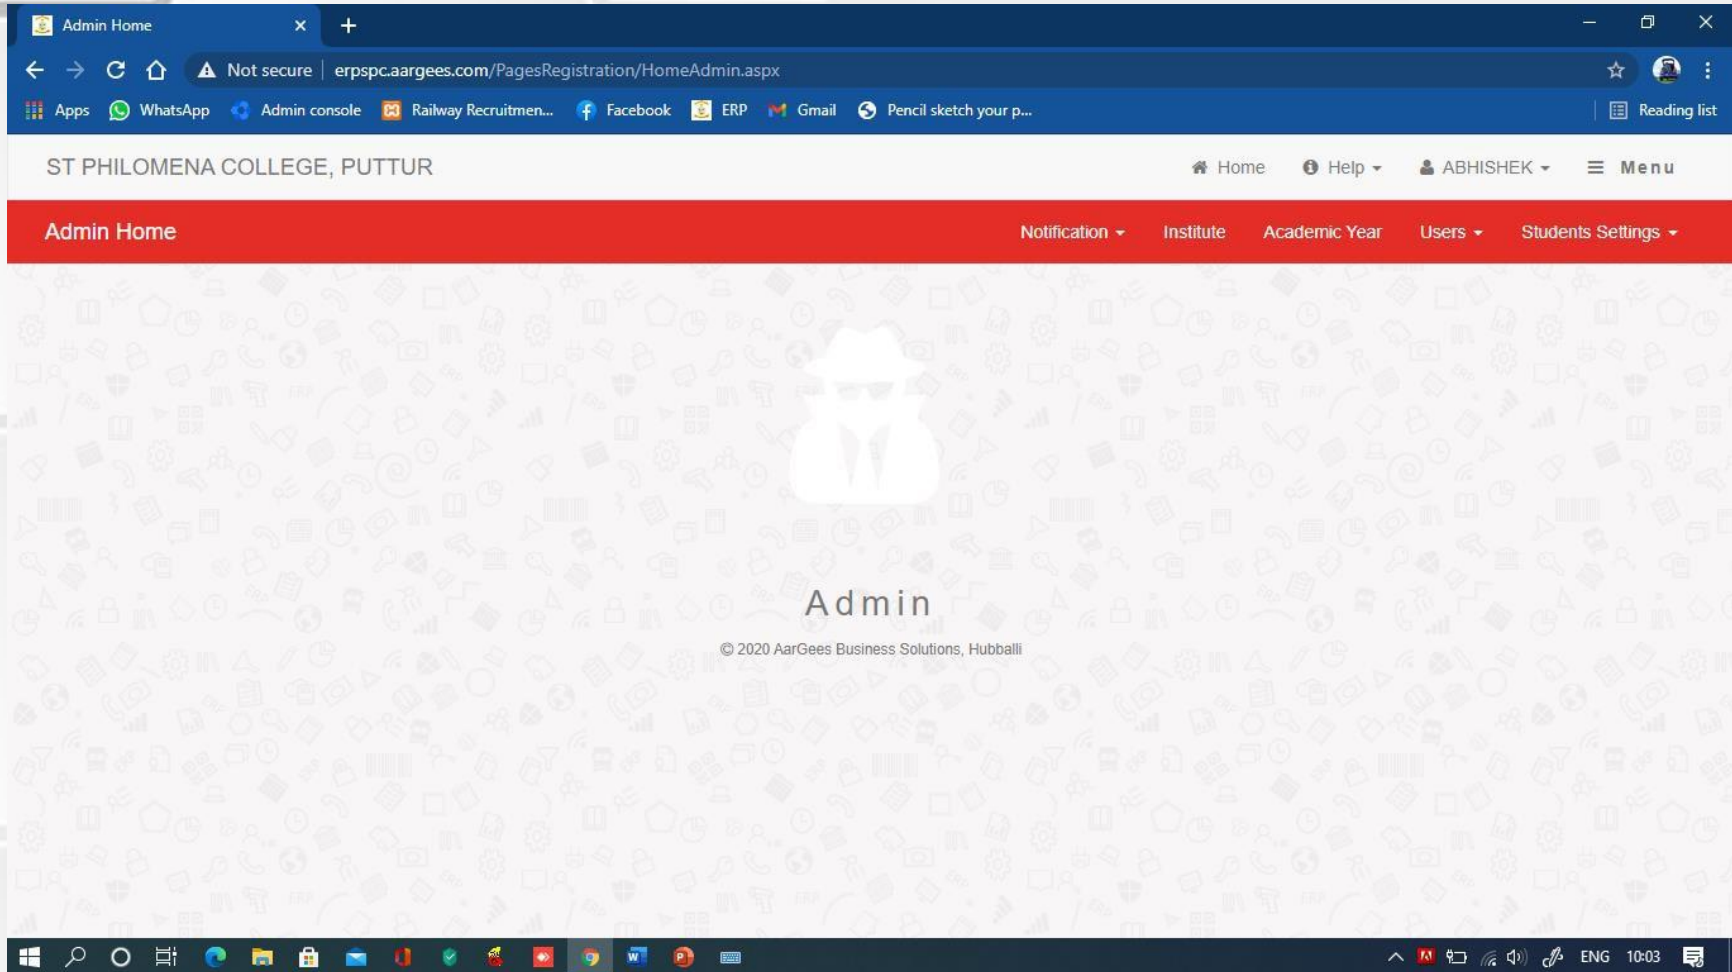 Admin Home
Not secure erpspc.aargees.com/PagesRegistration/HomeAdmin.aspx
Apps WhatsApp Admin console Railway Recruitmen... Facebook ERP Gmail Pencil sketch your p... Reading list
ST PHILOMENA COLLEGE, PUTTUR Home Help ABHISHEK Menu
Admin Home Notification Institute Academic Year Users Students Settings
Admin
© 2020 AarGees Business Solutions, Hubballi
ENG 10:03